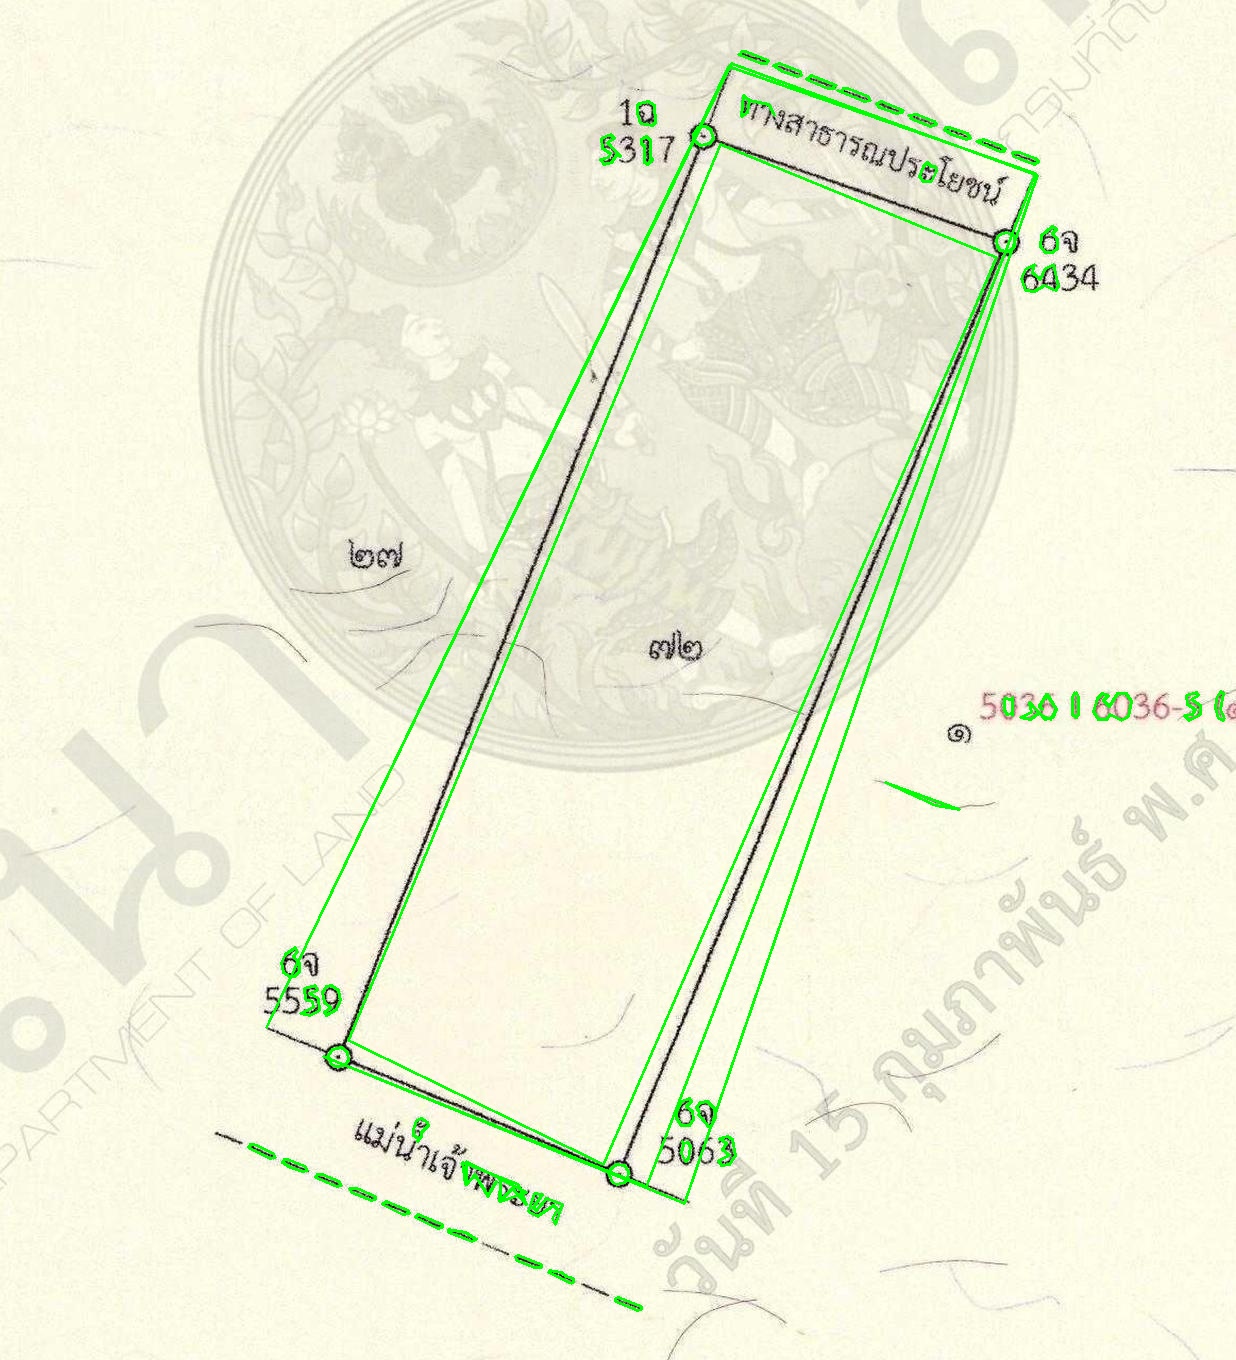 1ฉ
5317
ทางสาธารณประโยชน์
6จ
6434
๒๗
๗๒
5036 I 6036-5 (
๑
6จ
5559
6จ
5063
แม่น้ำเจ้าพระยา
DEPARTMENT OF LAND
วันที่ 15 กุมภาพันธ์ พ.ศ